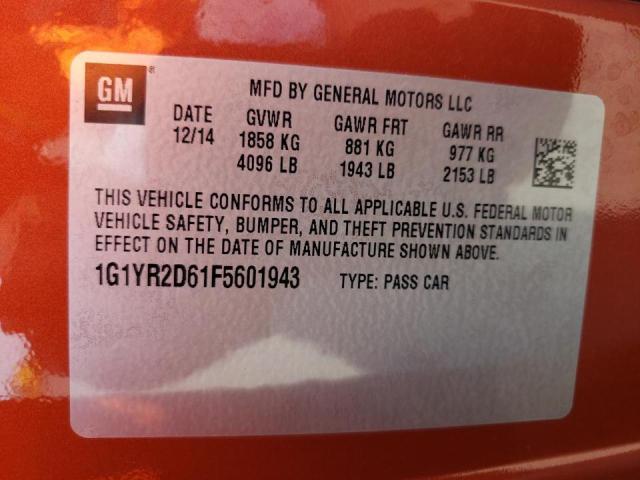 GM
®
MFD BY GENERAL MOTORS LLC
DATE GVWR GAWR FRT GAWR RR
12/14 1858 KG 881 KG 977 KG
4096 LB 1943 LB 2153 LB
THIS VEHICLE CONFORMS TO ALL APPLICABLE U.S. FEDERAL MOTOR
VEHICLE SAFETY, BUMPER, AND THEFT PREVENTION STANDARDS IN
EFFECT ON THE DATE OF MANUFACTURE SHOWN ABOVE.
1G1YR2D61F5601943 TYPE: PASS CAR